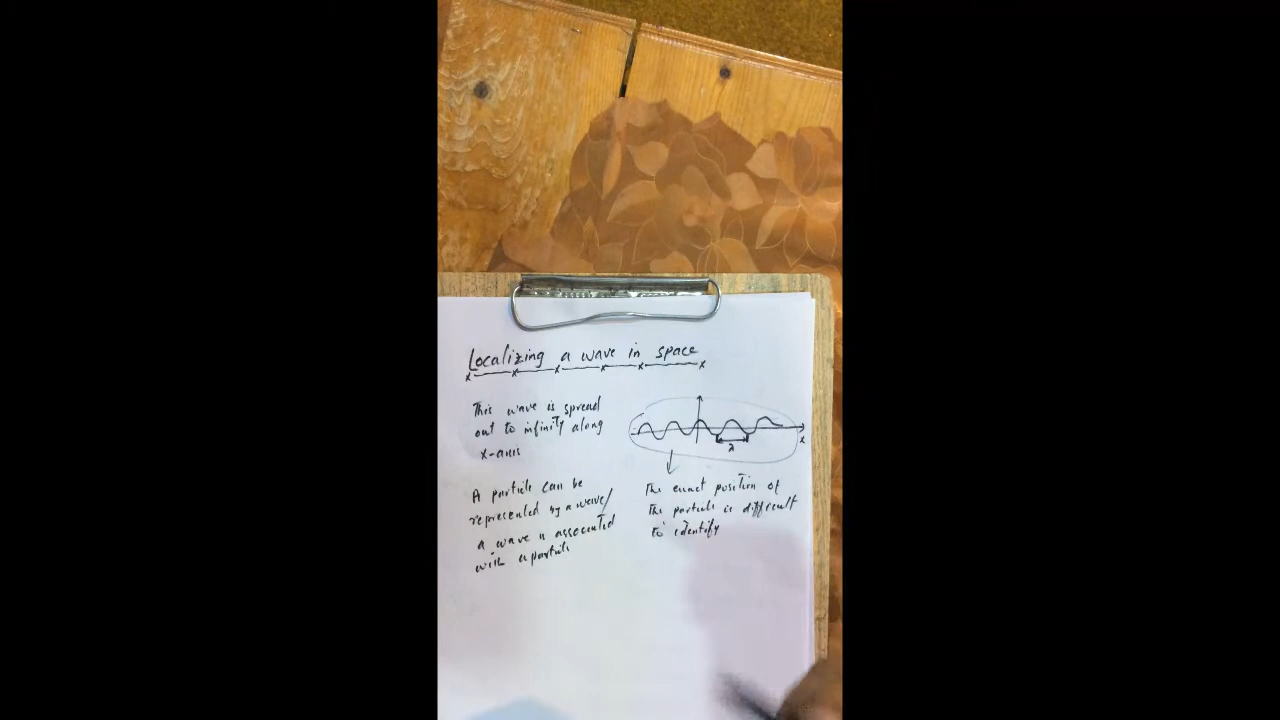 Localizing a wave in space
This wave is spread
out to infinity along
x-axis
λ
x
A particle can be
represented by a wave/
a wave is associated
with a particle
The exact position of
the particle is difficult
to identify